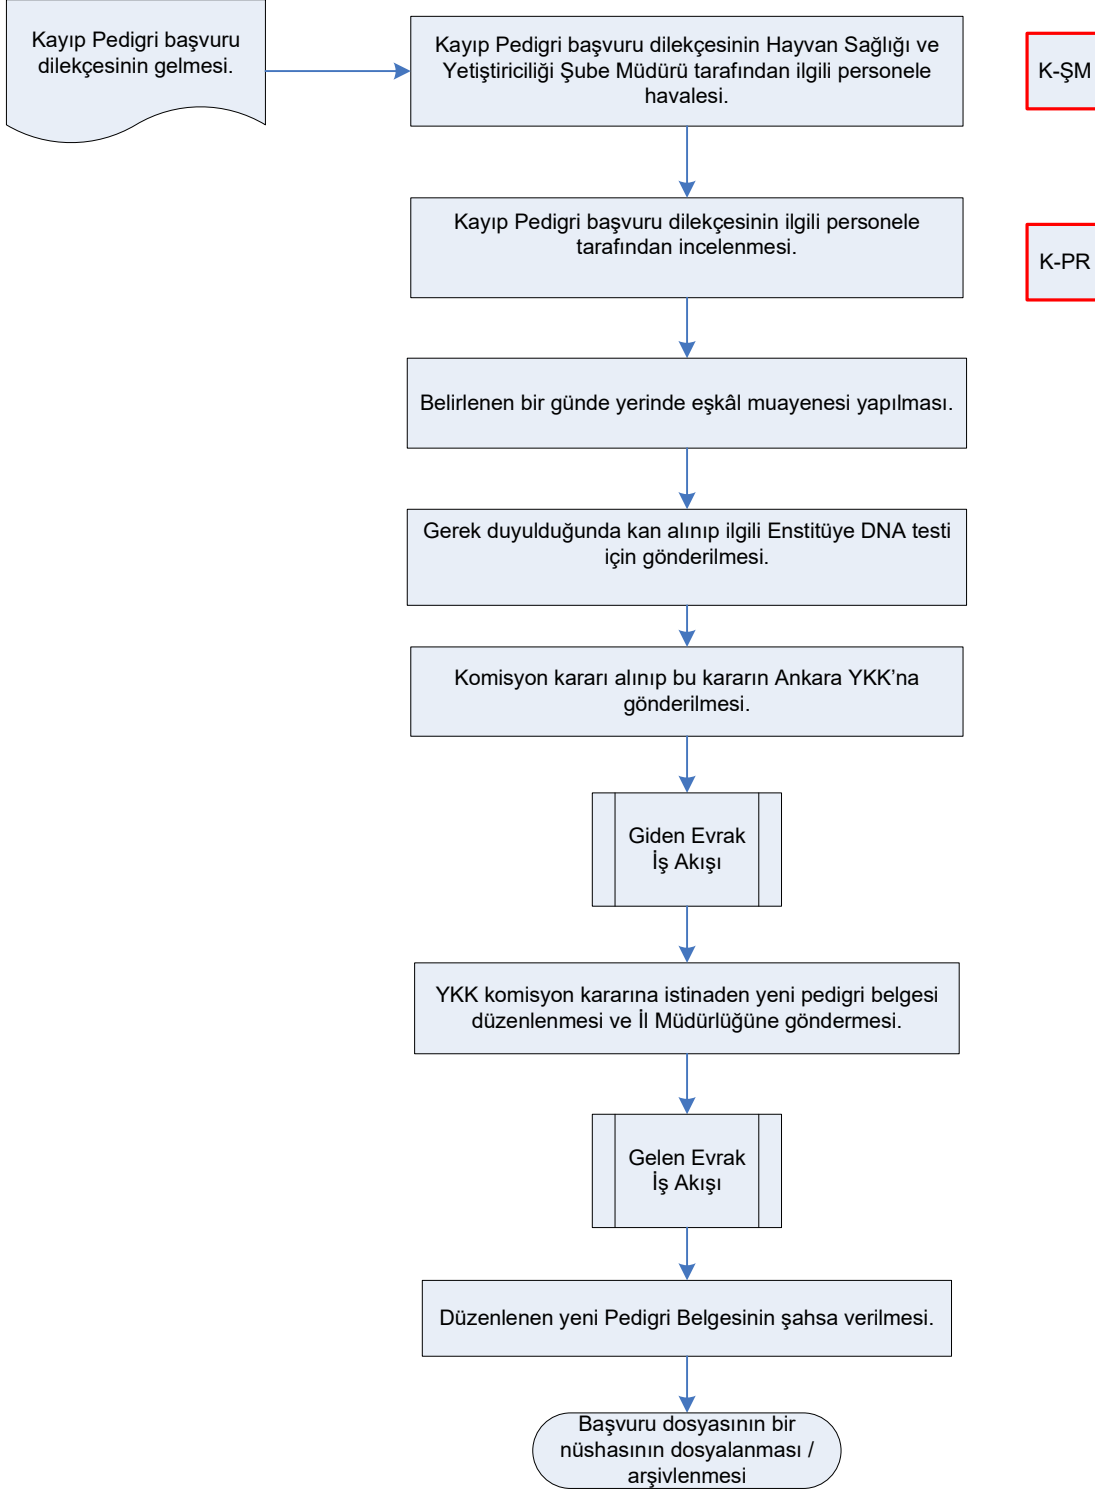 Kayıp Pedigri başvuru
dilekçesinin gelmesi.
Kayıp Pedigri başvuru dilekçesinin Hayvan Sağlığı ve
Yetiştiriciliği Şube Müdürü tarafından ilgili personele
havalesi.
K-ŞM
Kayıp Pedigri başvuru dilekçesinin ilgili personele
tarafından incelenmesi.
K-PR
Belirlenen bir günde yerinde eşkâl muayenesi yapılması.
Gerek duyulduğunda kan alınıp ilgili Enstitüye DNA testi
için gönderilmesi.
Komisyon kararı alınıp bu kararın Ankara YKK’na
gönderilmesi.
Giden Evrak
İş Akışı
YKK komisyon kararına istinaden yeni pedigri belgesi
düzenlenmesi ve İl Müdürlüğüne göndermesi.
Gelen Evrak
İş Akışı
Düzenlenen yeni Pedigri Belgesinin şahsa verilmesi.
Başvuru dosyasının bir
nüshasının dosyalanması /
arşivlenmesi